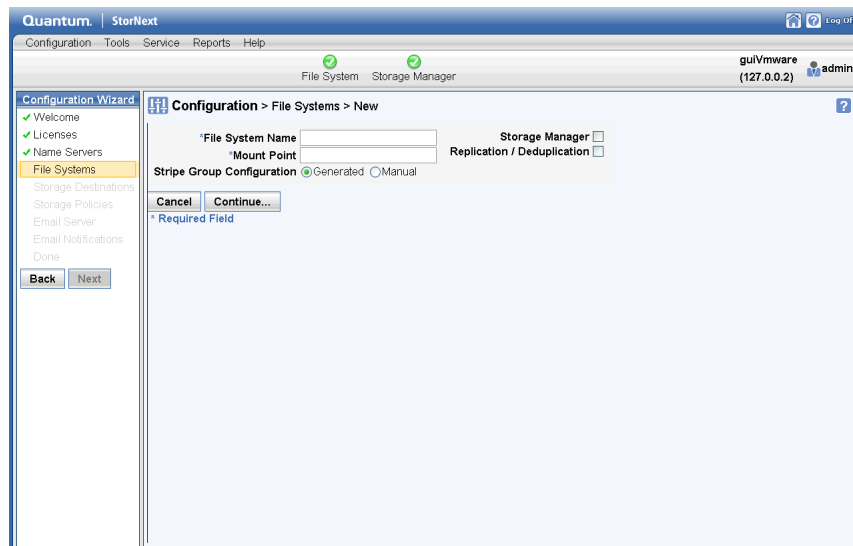 Quantum. | StorNext
Log Of
Configuration Tools Service Reports Help
File System Storage Manager
guiVmware
(127.0.0.2)
admin
Configuration Wizard
Welcome
Licenses
Name Servers
File Systems
Storage Destinations
Storage Policies
Email Server
Email Notifications
Done
Back Next
Configuration > File Systems > New
?
*File System Name
Storage Manager
*Mount Point
Replication / Deduplication
Stripe Group Configuration Generated Manual
Cancel Continue...
* Required Field